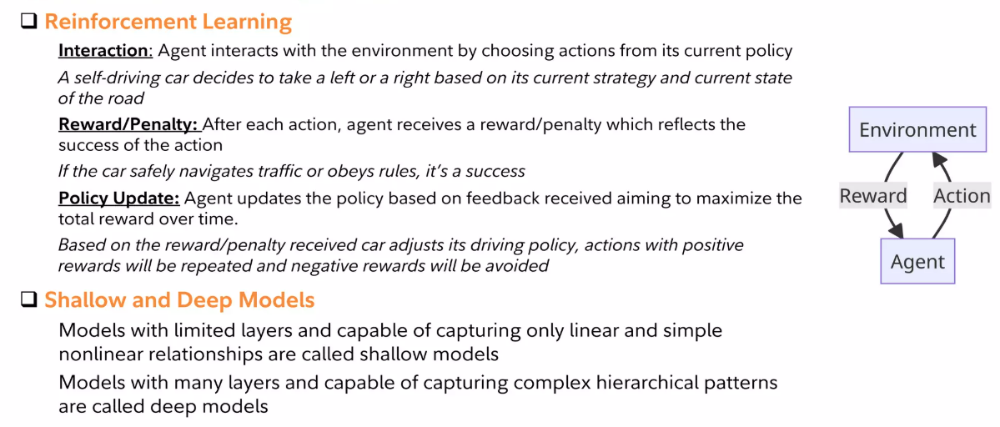 Reinforcement Learning
Interaction: Agent interacts with the environment by choosing actions from its current policy
A self-driving car decides to take a left or a right based on its current strategy and current state
of the road
Reward/Penalty: After each action, agent receives a reward/penalty which reflects the
success of the action
If the car safely navigates traffic or obeys rules, it’s a success
Policy Update: Agent updates the policy based on feedback received aiming to maximize the
total reward over time.
Based on the reward/penalty received car adjusts its driving policy, actions with positive
rewards will be repeated and negative rewards will be avoided
Shallow and Deep Models
Models with limited layers and capable of capturing only linear and simple
nonlinear relationships are called shallow models
Models with many layers and capable of capturing complex hierarchical patterns
are called deep models
Environment
Reward Action
Agent